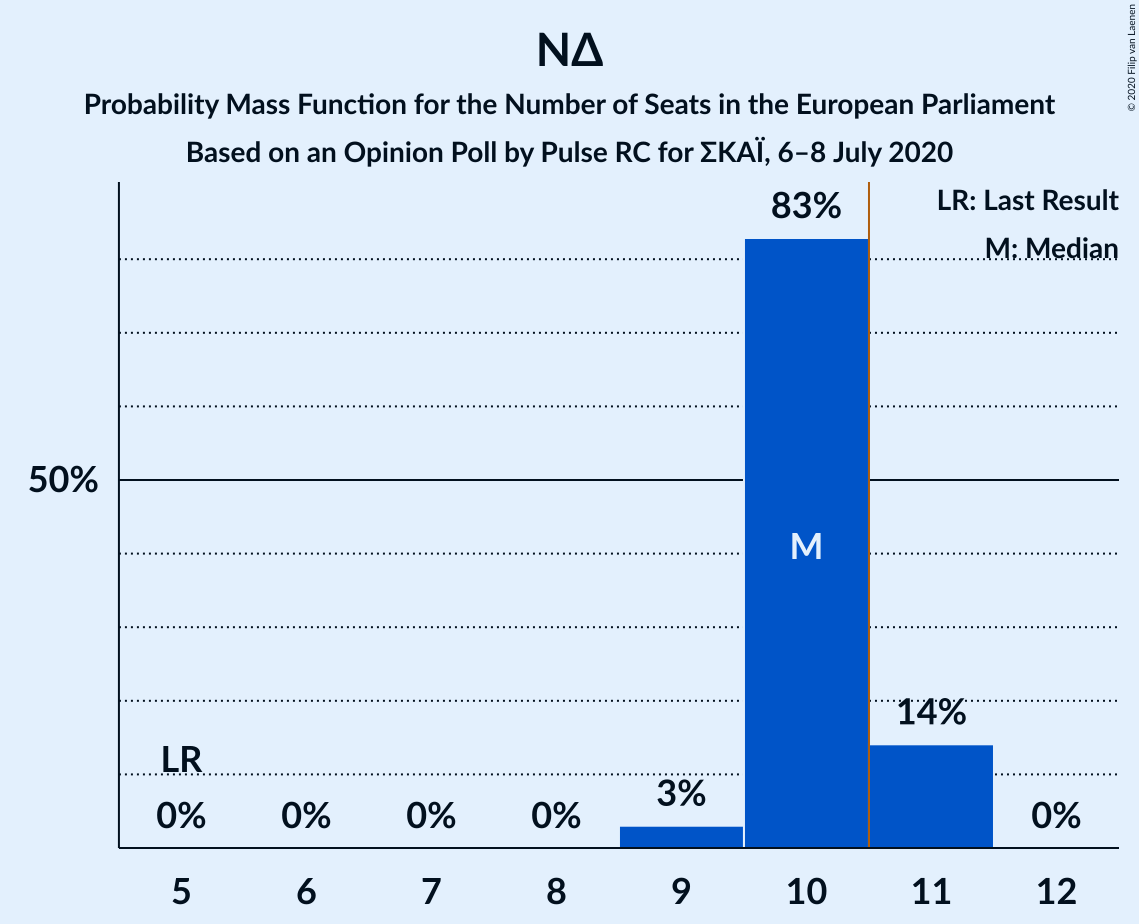 ΝΔ
Probability Mass Function for the Number of Seats in the European Parliament
Based on an Opinion Poll by Pulse RC for ΣΚΑΪ, 6–8 July 2020
© 2020 Filip van Laenen
LR: Last Result
M: Median
83%
50%
M
14%
LR
3%
0% 0% 0% 0% 0%
5 6 7 8 9 10 11 12